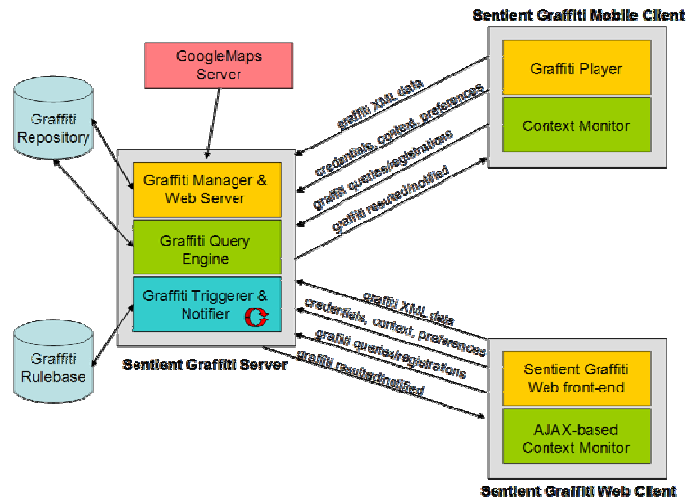 Sentient Graffiti Mobile Client
GoogleMaps
Server
Graffiti Player
Context Monitor
Graffiti
Repository
graffiti XML data
credentials, context, preferences
graffiti queries/registrations
graffiti resulted/notified
Graffiti Manager &
Web Server
Graffiti Query
Engine
Graffiti Triggerer &
Notifier
Sentient Graffiti Server
Graffiti
Rulebase
graffiti XML data
credentials, context, preferences
graffiti queries/registrations
graffiti resulted/notified
Sentient Graffiti
Web front-end
AJAX-based
Context Monitor
Sentient Graffiti Web Client